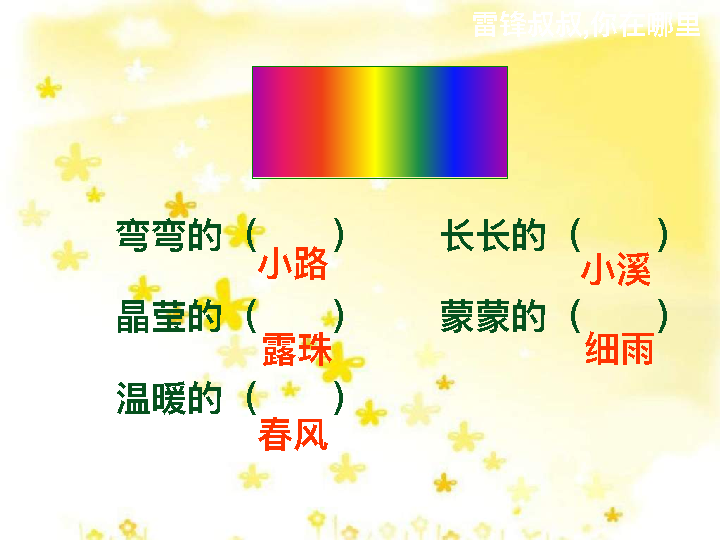 雷锋叔叔,你在哪里
弯弯的（　　） 长长的（　　）
小路 小溪
晶莹的（　　） 蒙蒙的（　　）
露珠 细雨
温暖的（　　）
春风